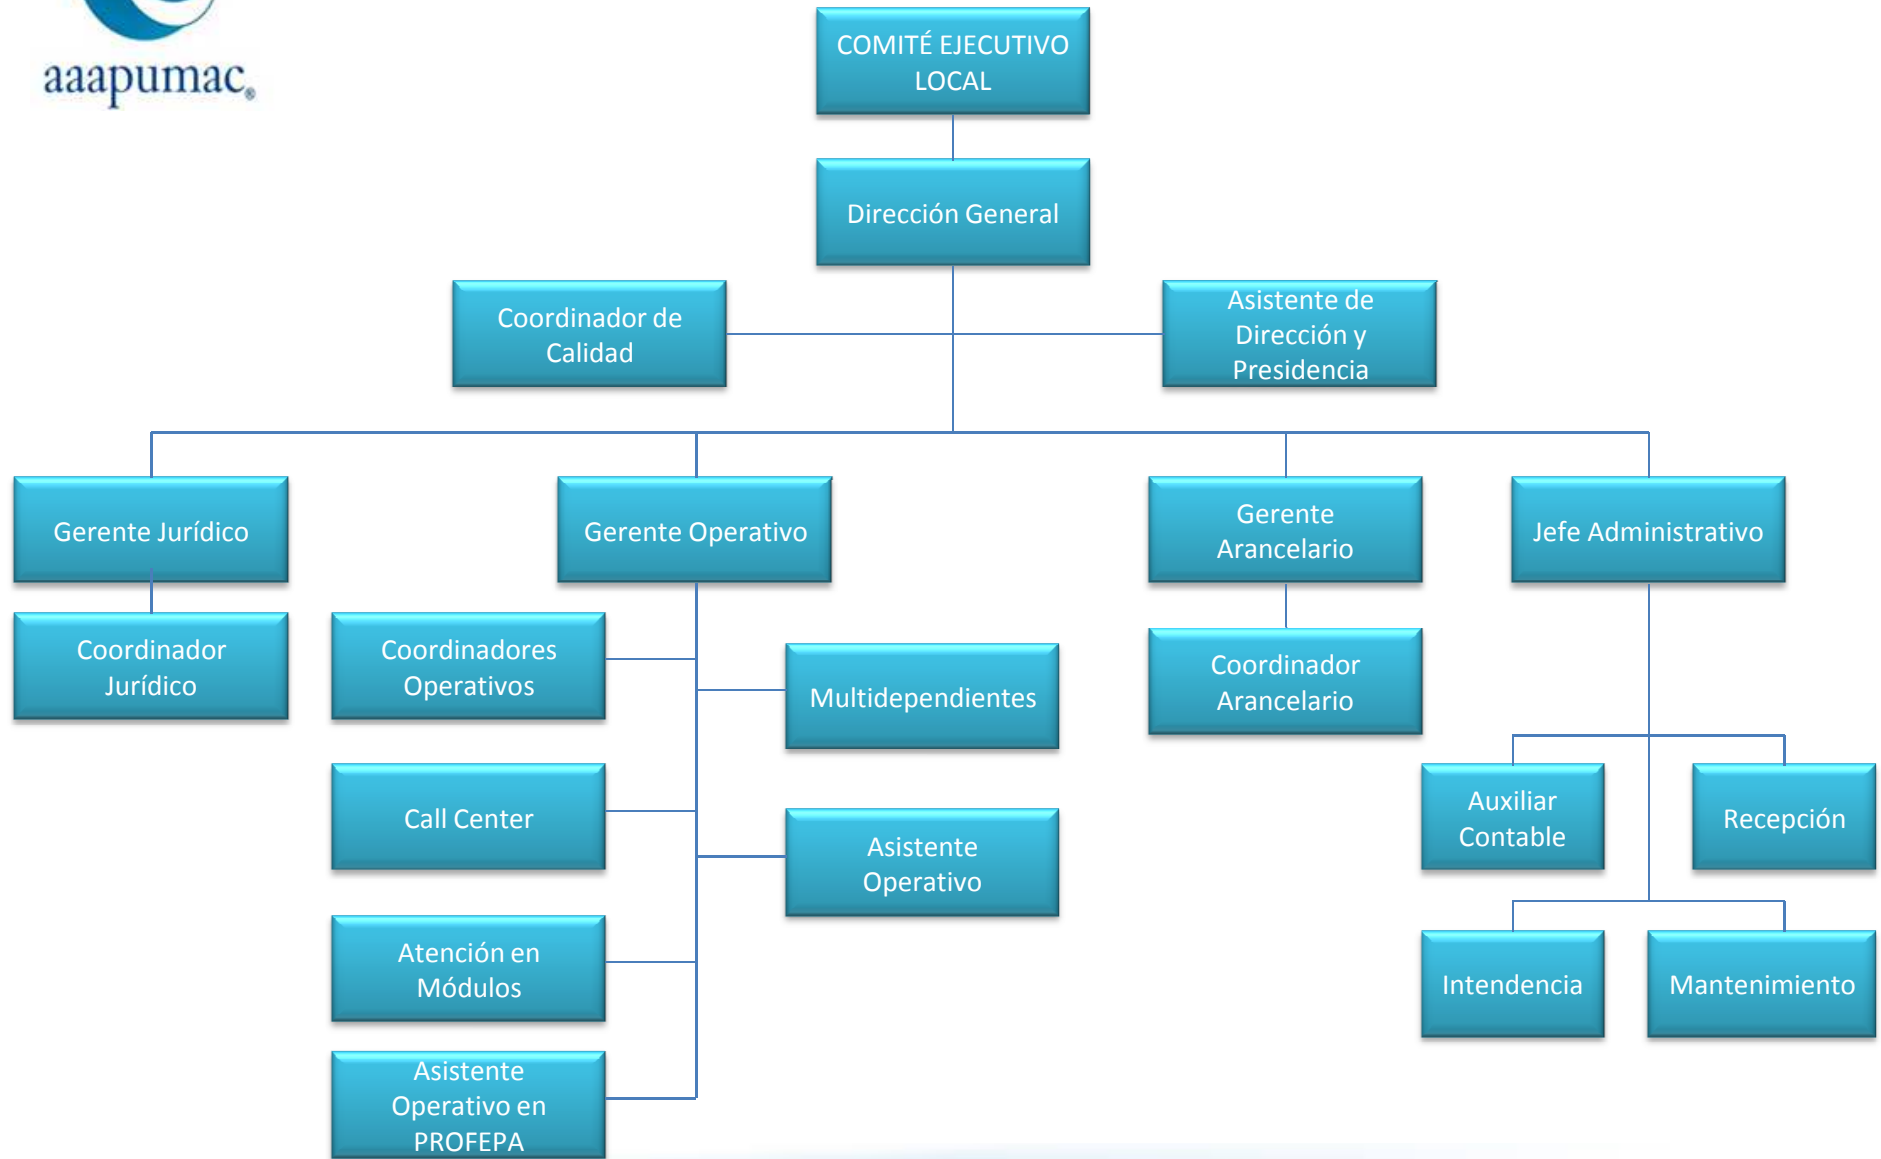 aaapumac®
COMITÉ EJECUTIVO
LOCAL
Dirección General
Coordinador de
Calidad
Asistente de
Dirección y
Presidencia
Gerente Jurídico
Gerente Operativo
Gerente
Arancelario
Jefe Administrativo
Coordinador
Jurídico
Coordinadores
Operativos
Multidependientes
Coordinador
Arancelario
Call Center
Asistente
Operativo
Auxiliar
Contable
Recepción
Atención en
Módulos
Intendencia
Mantenimiento
Asistente
Operativo en
PROFEPA